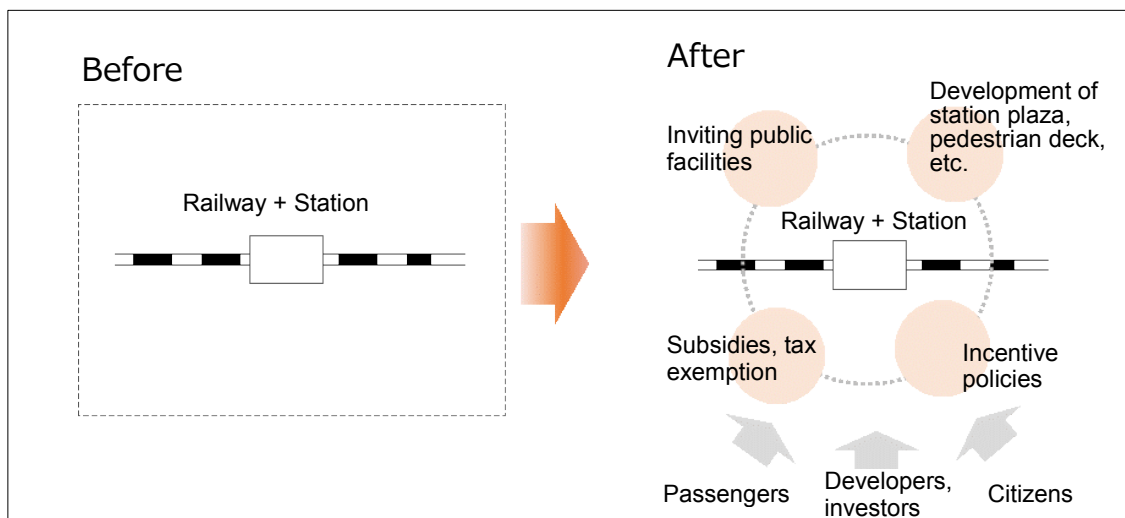 Before
Railway + Station
After
Inviting public
facilities
Development of
station plaza,
pedestrian deck,
etc.
Railway + Station
Subsidies, tax
exemption
Incentive
policies
Passengers
Developers,
investors
Citizens